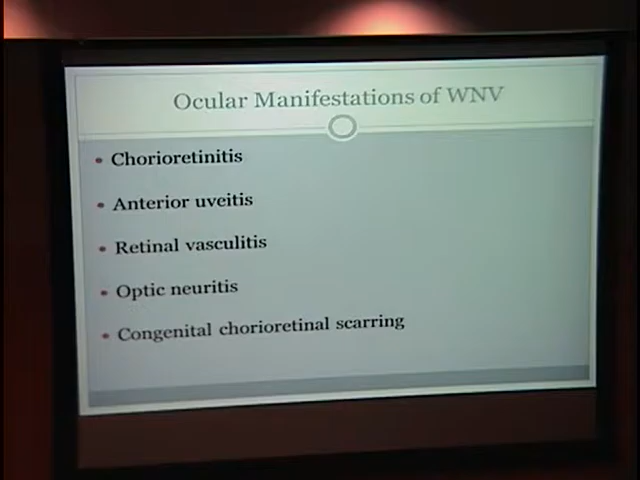 Ocular Manifestations of WNV
• Chorioretinitis
• Anterior uveitis
• Retinal vasculitis
• Optic neuritis
• Congenital chorioretinal scarring